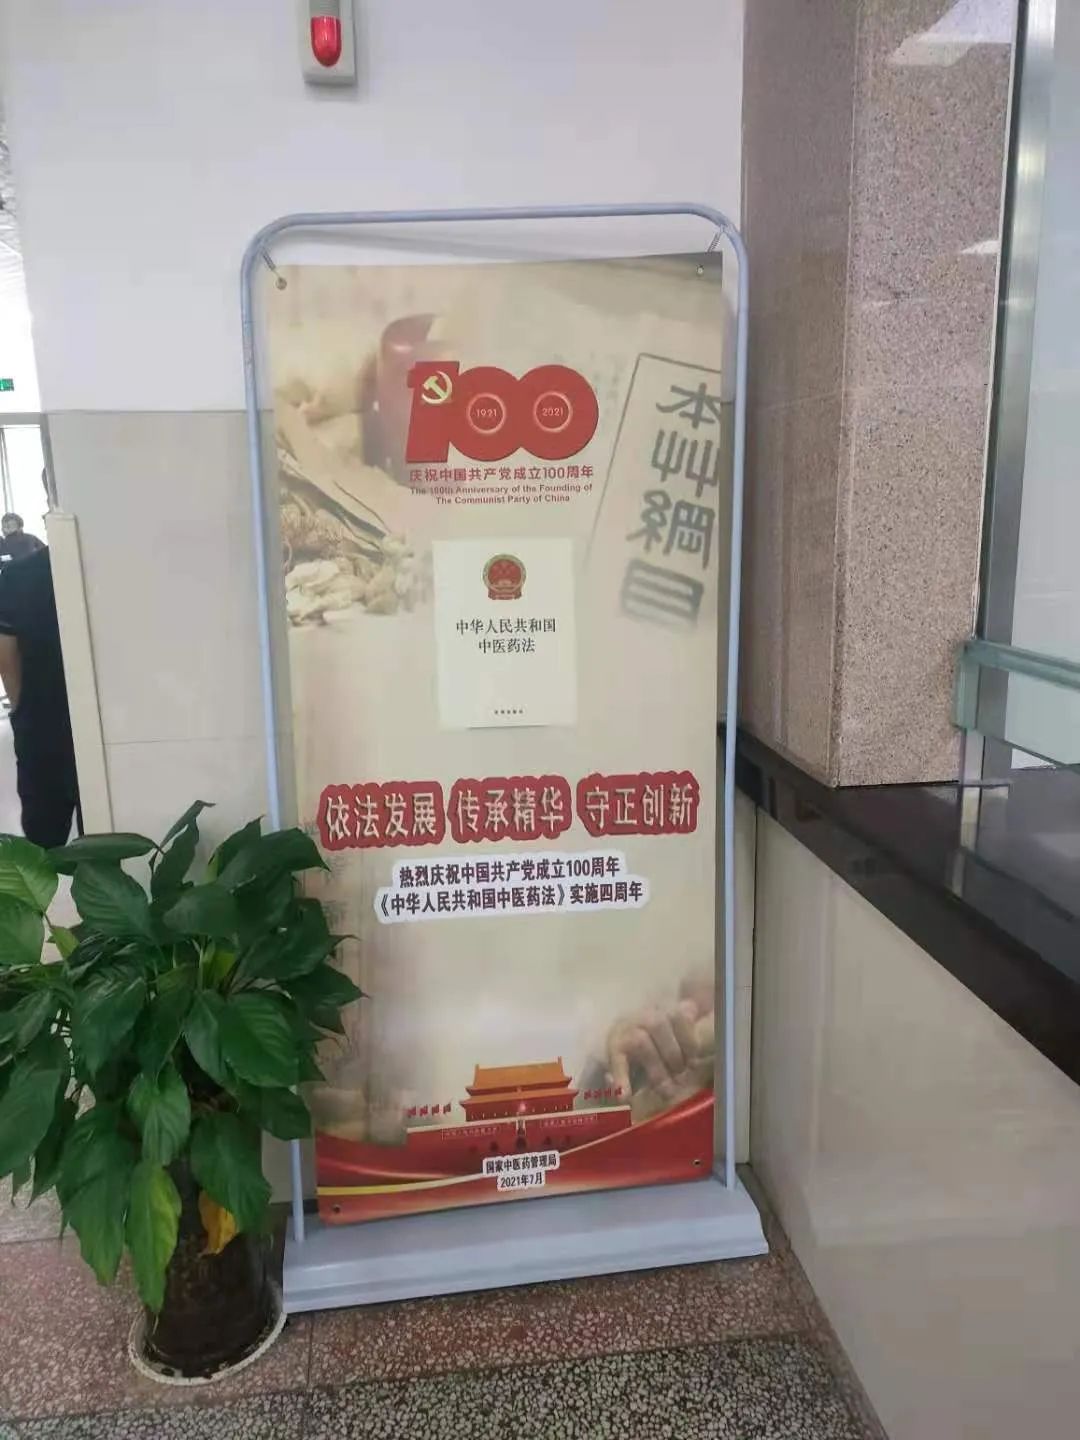 1921
2021
庆祝中国共产党成立100周年
The 100th Anniversary of the Founding of
The Communist Party of China
本艸綱目
中华人民共和国
中医药法
依法发展 传承精华 守正创新
热烈庆祝中国共产党成立100周年
《中华人民共和国中医药法》实施四周年
国家中医药管理局
2021年7月